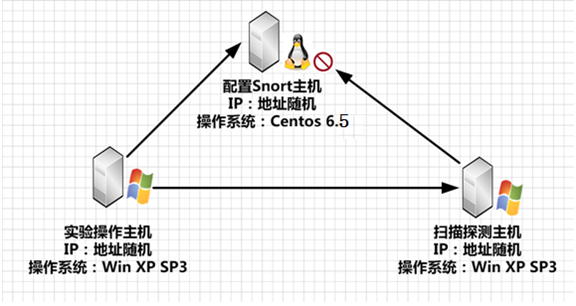 配置Snort主机
IP：地址随机
操作系统：Centos 6.5
实验操作主机
IP：地址随机
操作系统：Win XP SP3
扫描探测主机
IP：地址随机
操作系统：Win XP SP3